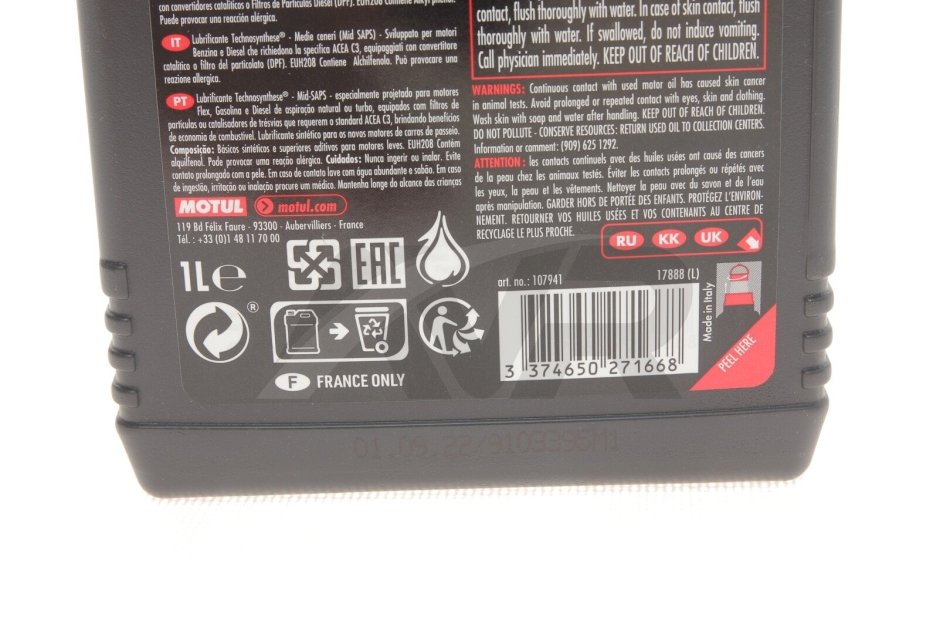 con convertidores catalíticos o Filtros de Partículas Diésel (DPF). EUH208 Contiene Alkyl phenol.
Puede provocar una reacción alérgica.
IT Lubrificante Technosynthese® - Medie ceneri (Mid SAPS) - Sviluppato per motori
Benzina e Diesel che richiedono la specifica ACEA C3, equipaggiati con convertitore
catalitico o filtro del particolato (DPF). EUH208 Contiene Alchilfenolo. Può provocare una
reazione allergica.
PT Lubrificante Technosynthese® - Mid-SAPS - especialmente projetado para motores
Flex, Gasolina e Diesel de aspiração natural ou turbo, equipados com filtros de
partículas ou catalisadores de trêsvias que requerem o standard ACEA C3, brindando benefícios
de economia de combustível. Lubrificante sintético para os novos motores de carros de passeio.
Composição: Básicos sintéticos e superiores aditivos para motores leves. EUH208 Contém
alquilfenol. Pode provocar uma reação alérgica. Cuidados: Nunca ingerir ou inalar. Evite
contato prolongado com a pele. Em caso de contato lave com água abundante e sabão. Em caso
de ingestão, irritação ou inalação procure um médico. Mantenha longe do alcance das crianças
MOTUL motul.com
119 Bd Félix Faure - 93300 - Aubervilliers - France
Tél. : +33 (0)1 48 11 70 00
1L e
EAC
®
F FRANCE ONLY
contact, flush thoroughly with water. In case of skin contact, flush
thoroughly with water. If swallowed, do not induce vomiting.
Call physician immediately. KEEP OUT OF REACH OF CHILDREN.
WARNINGS: Continuous contact with used motor oil has caused skin cancer
in animal tests. Avoid prolonged or repeated contact with eyes, skin and clothing.
Wash skin with soap and water after handling. KEEP OUT OF REACH OF CHILDREN.
DO NOT POLLUTE - CONSERVE RESOURCES: RETURN USED OIL TO COLLECTION CENTERS.
Information or comment: (909) 625 1292.
ATTENTION : les contacts continuels avec des huiles usées ont causé des cancers
de la peau chez les animaux testés. Éviter les contacts prolongés ou répétés avec
les yeux, la peau et les vêtements. Nettoyer la peau avec du savon et de l'eau
après manipulation. GARDER HORS DE PORTÉE DES ENFANTS. PROTÉGEZ L'ENVIRON-
NEMENT. RETOURNER VOS HUILES USÉES ET VOS CONTENANTS AU CENTRE DE
RECYCLAGE LE PLUS PROCHE.
RU KK UK
art. no. : 107941 17888 (L)
3 374650 271668
Made in Italy
PEEL HERE
01.06.22/9103396M1